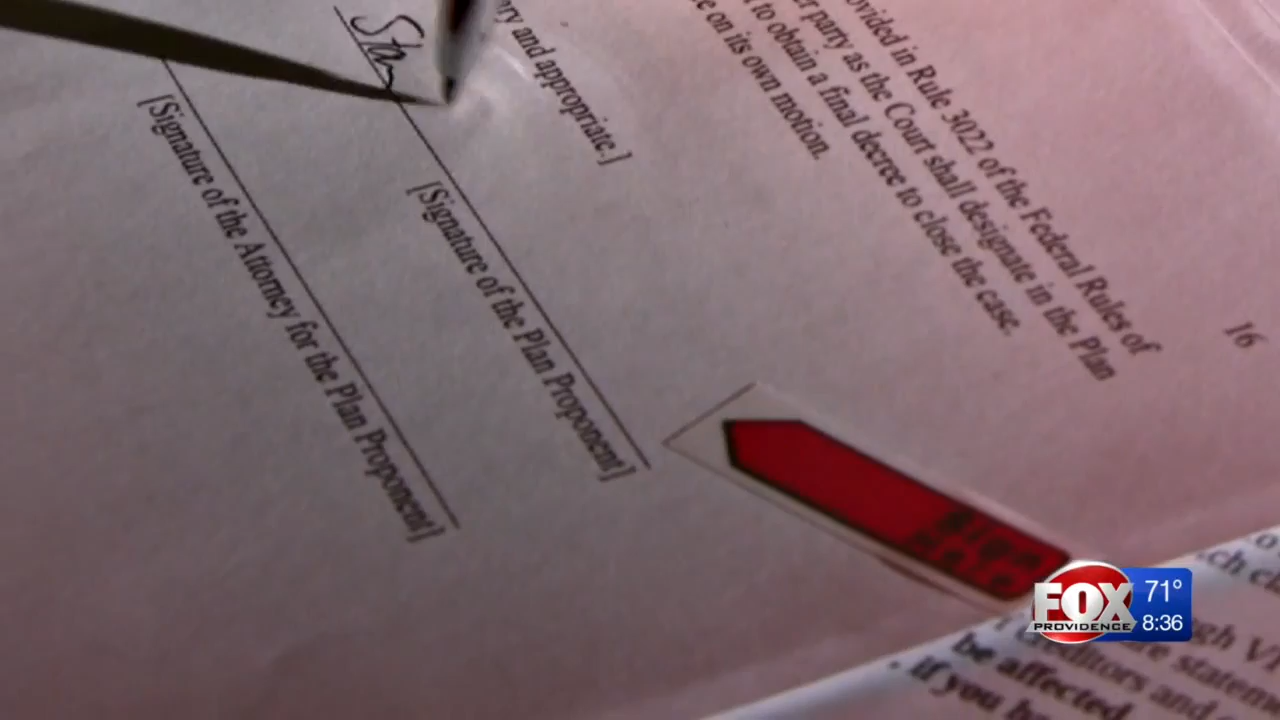 16
ovided in Rule 3022 of the Federal Rules of
er party as the Court shall designate in the Plan
to obtain a final decree to close the case.
e on its own motion.
ry and appropriate.]
[Signature of the Plan Proponent]
[Signature of the Attorney for the Plan Proponent]
be affected.
if you
creditors and
FOX
PROVIDENCE
71°
8:36